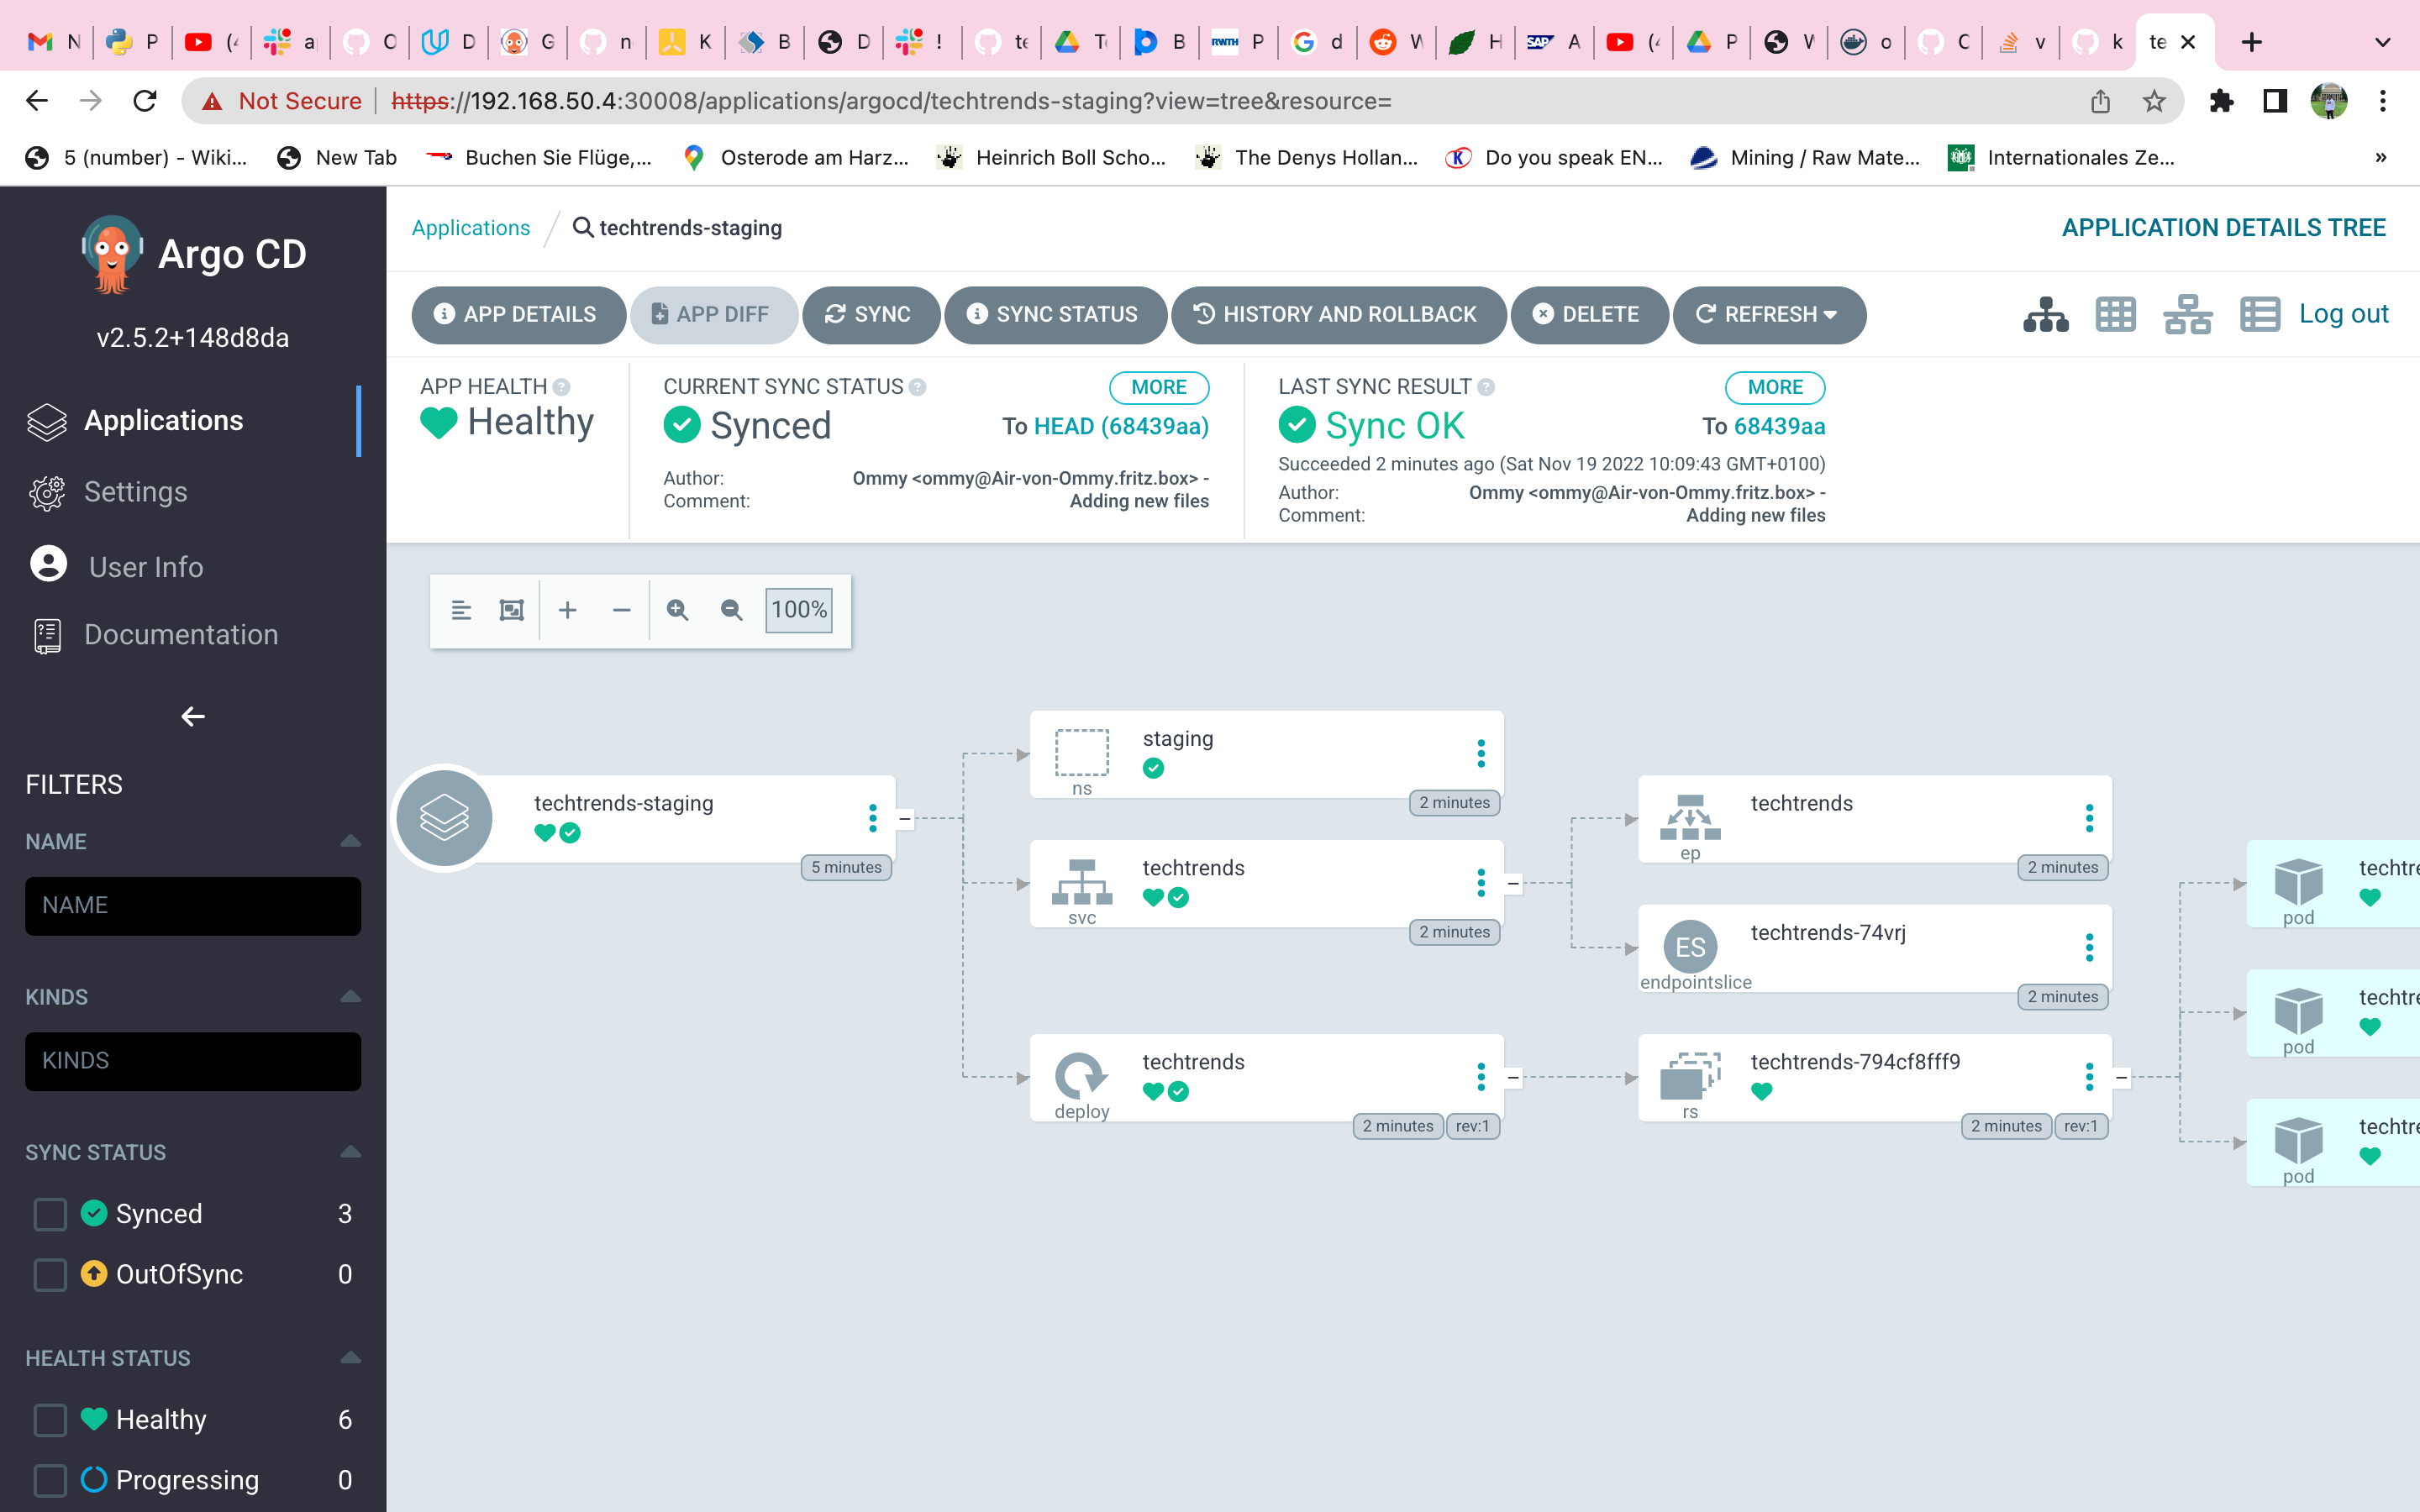 N P (4 a O D G n K B D ! te T B P d W H A (4 P W o C v k te
Not Secure https://192.168.50.4:30008/applications/argocd/techtrends-staging?view=tree&resource=
5 (number) - Wiki... New Tab Buchen Sie Flüge,... Osterode am Harz... Heinrich Boll Scho... The Denys Hollan... Do you speak EN... Mining / Raw Mate... Internationales Ze... »
Argo CD
v2.5.2+148d8da
Applications
Settings
User Info
Documentation
FILTERS
NAME
NAME
KINDS
KINDS
SYNC STATUS
Synced 3
OutOfSync 0
HEALTH STATUS
Healthy 6
Progressing 0
Applications / techtrends-staging APPLICATION DETAILS TREE
APP DETAILS APP DIFF SYNC SYNC STATUS HISTORY AND ROLLBACK DELETE REFRESH Log out
APP HEALTH
Healthy
CURRENT SYNC STATUS MORE
Synced To HEAD (68439aa)
Author: Ommy <ommy@Air-von-Ommy.fritz.box> -
Comment: Adding new files
LAST SYNC RESULT MORE
Sync OK To 68439aa
Succeeded 2 minutes ago (Sat Nov 19 2022 10:09:43 GMT+0100)
Author: Ommy <ommy@Air-von-Ommy.fritz.box> -
Comment: Adding new files
100%
techtrends-staging
5 minutes
staging
ns
2 minutes
techtrends
svc
2 minutes
techtrends
deploy
2 minutes rev:1
techtrends
ep
2 minutes
ES
techtrends-74vrj
endpointslice
2 minutes
techtrends-794cf8fff9
rs
2 minutes rev:1
techtre
pod
techtre
pod
techtre
pod